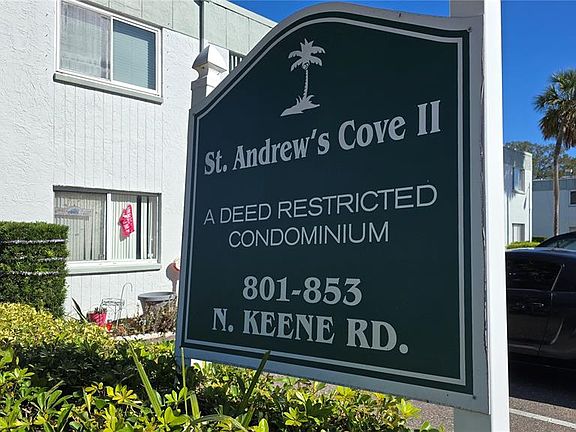 St. Andrew's Cove II
A DEED RESTRICTED
CONDOMINIUM
801-853
N. KEENE RD.